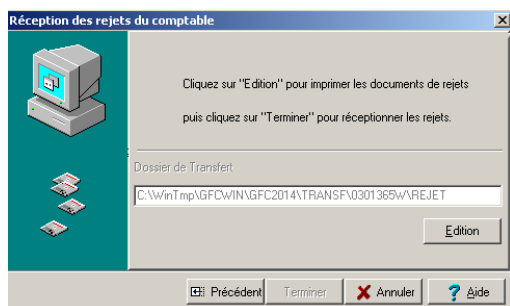 Réception des rejets du comptable
Cliquez sur "Edition" pour imprimer les documents de rejets
puis cliquez sur "Terminer" pour réceptionner les rejets.
Dossier de Transfert
C:\WinTmp\GFCWIN\GFC2014\TRANSF\0301365W\REJET
Edition
Précédent Terminer Annuler ? Aide